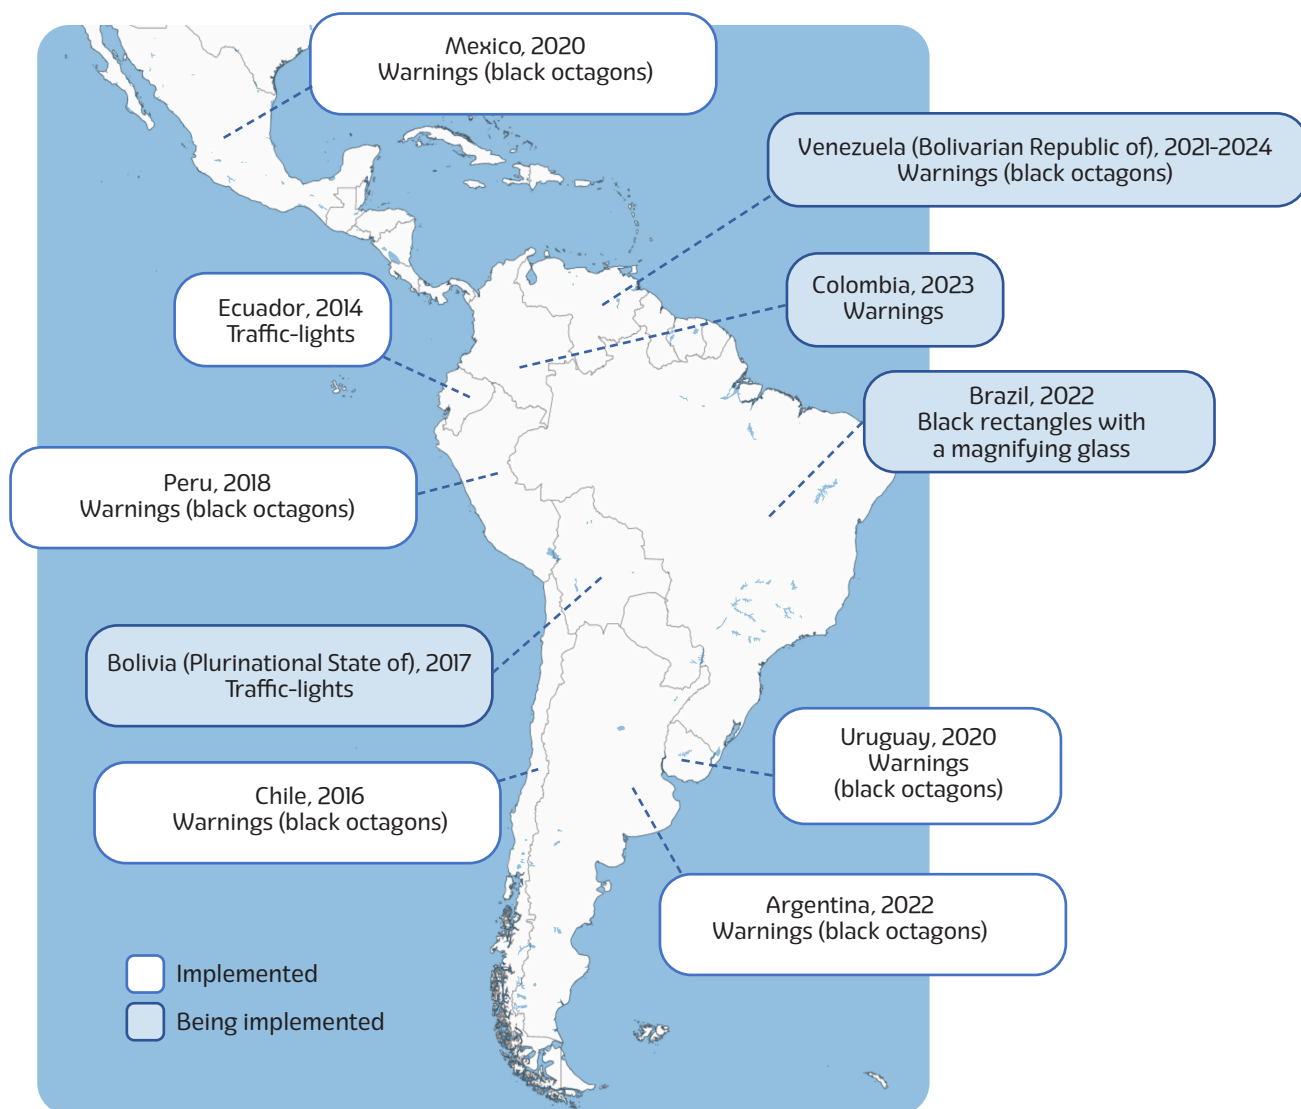 Mexico, 2020
Warnings (black octagons)
Venezuela (Bolivarian Republic of), 2021-2024
Warnings (black octagons)
Colombia, 2023
Warnings
Ecuador, 2014
Traffic-lights
Brazil, 2022
Black rectangles with
a magnifying glass
Peru, 2018
Warnings (black octagons)
Bolivia (Plurinational State of), 2017
Traffic-lights
Uruguay, 2020
Warnings
(black octagons)
Chile, 2016
Warnings (black octagons)
Argentina, 2022
Warnings (black octagons)
Implemented
Being implemented